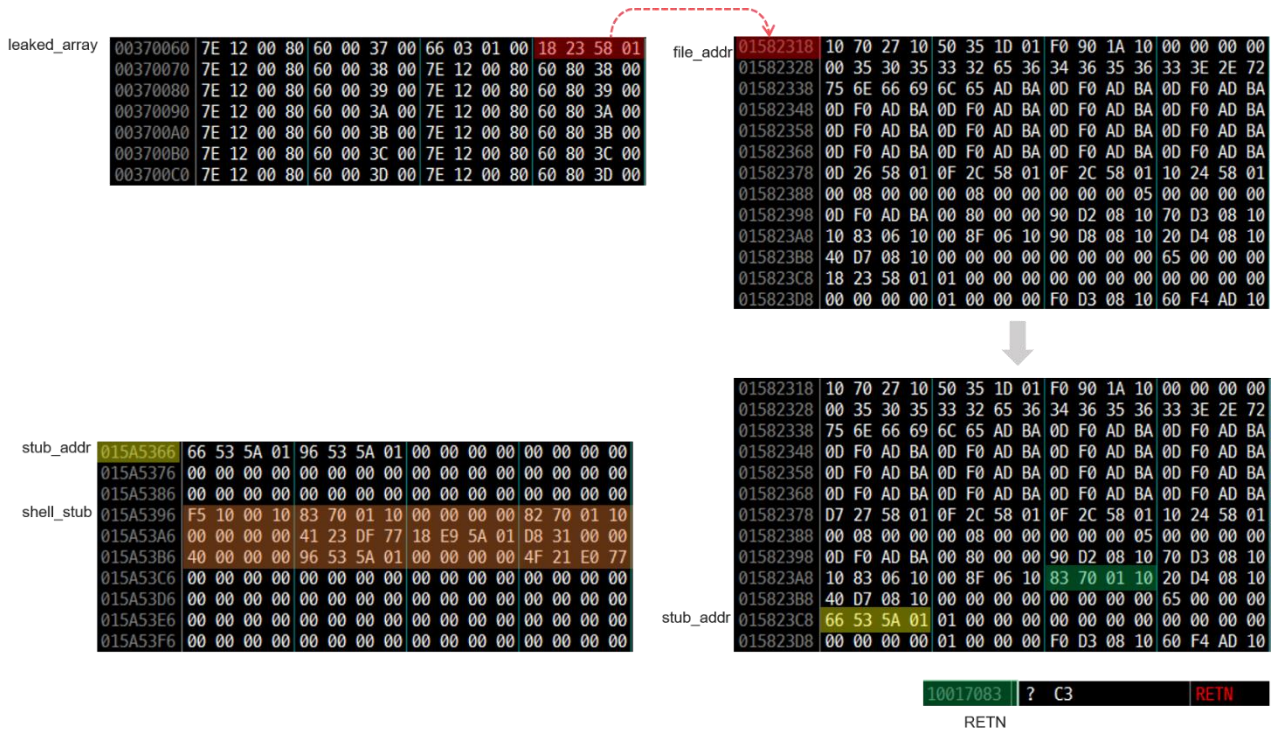 leaked_array
00370060 7E 12 00 80 60 00 37 00 66 03 01 00 18 23 58 01
00370070 7E 12 00 80 60 00 38 00 7E 12 00 80 60 80 38 00
00370080 7E 12 00 80 60 00 39 00 7E 12 00 80 60 80 39 00
00370090 7E 12 00 80 60 00 3A 00 7E 12 00 80 60 80 3A 00
003700A0 7E 12 00 80 60 00 3B 00 7E 12 00 80 60 80 3B 00
003700B0 7E 12 00 80 60 00 3C 00 7E 12 00 80 60 80 3C 00
003700C0 7E 12 00 80 60 00 3D 00 7E 12 00 80 60 80 3D 00
file_addr
01582318 10 70 27 10 50 35 1D 01 F0 90 1A 10 00 00 00 00
01582328 00 35 30 35 33 32 65 36 34 36 35 36 33 3E 2E 72
01582338 75 6E 66 69 6C 65 AD BA 0D F0 AD BA 0D F0 AD BA
01582348 0D F0 AD BA 0D F0 AD BA 0D F0 AD BA 0D F0 AD BA
01582358 0D F0 AD BA 0D F0 AD BA 0D F0 AD BA 0D F0 AD BA
01582368 0D F0 AD BA 0D F0 AD BA 0D F0 AD BA 0D F0 AD BA
01582378 0D 26 58 01 0F 2C 58 01 0F 2C 58 01 10 24 58 01
01582388 00 08 00 00 00 08 00 00 00 00 00 05 00 00 00 00
01582398 0D F0 AD BA 00 80 00 00 90 D2 08 10 70 D3 08 10
015823A8 10 83 06 10 00 8F 06 10 90 D8 08 10 20 D4 08 10
015823B8 40 D7 08 10 00 00 00 00 00 00 00 00 65 00 00 00
015823C8 18 23 58 01 01 00 00 00 00 00 00 00 00 00 00 00
015823D8 00 00 00 00 01 00 00 00 F0 D3 08 10 60 F4 AD 10
stub_addr
015A5366 66 53 5A 01 96 53 5A 01 00 00 00 00 00 00 00 00
015A5376 00 00 00 00 00 00 00 00 00 00 00 00 00 00 00 00
015A5386 00 00 00 00 00 00 00 00 00 00 00 00 00 00 00 00
shell_stub
015A5396 F5 10 00 10 83 70 01 10 00 00 00 00 82 70 01 10
015A53A6 00 00 00 00 41 23 DF 77 18 E9 5A 01 D8 31 00 00
015A53B6 40 00 00 00 96 53 5A 01 00 00 00 00 4F 21 E0 77
015A53C6 00 00 00 00 00 00 00 00 00 00 00 00 00 00 00 00
015A53D6 00 00 00 00 00 00 00 00 00 00 00 00 00 00 00 00
015A53E6 00 00 00 00 00 00 00 00 00 00 00 00 00 00 00 00
015A53F6 00 00 00 00 00 00 00 00 00 00 00 00 00 00 00 00
01582318 10 70 27 10 50 35 1D 01 F0 90 1A 10 00 00 00 00
01582328 00 35 30 35 33 32 65 36 34 36 35 36 33 3E 2E 72
01582338 75 6E 66 69 6C 65 AD BA 0D F0 AD BA 0D F0 AD BA
01582348 0D F0 AD BA 0D F0 AD BA 0D F0 AD BA 0D F0 AD BA
01582358 0D F0 AD BA 0D F0 AD BA 0D F0 AD BA 0D F0 AD BA
01582368 0D F0 AD BA 0D F0 AD BA 0D F0 AD BA 0D F0 AD BA
01582378 D7 27 58 01 0F 2C 58 01 0F 2C 58 01 10 24 58 01
01582388 00 08 00 00 00 08 00 00 00 00 00 05 00 00 00 00
01582398 0D F0 AD BA 00 80 00 00 90 D2 08 10 70 D3 08 10
015823A8 10 83 06 10 00 8F 06 10 83 70 01 10 20 D4 08 10
015823B8 40 D7 08 10 00 00 00 00 00 00 00 00 65 00 00 00
stub_addr
015823C8 66 53 5A 01 01 00 00 00 00 00 00 00 00 00 00 00
015823D8 00 00 00 00 01 00 00 00 F0 D3 08 10 60 F4 AD 10
10017083 ? C3 RETN
RETN